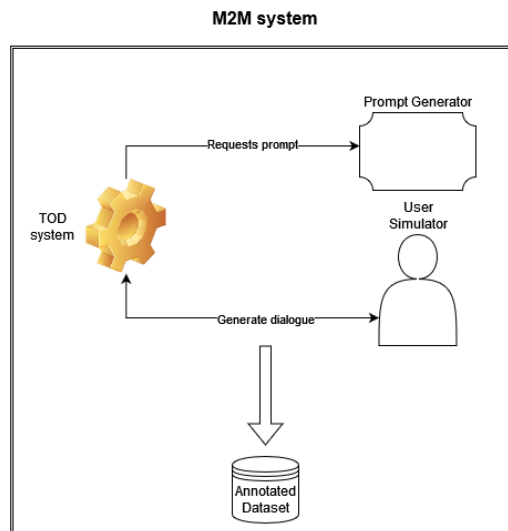 M2M system
Prompt Generator
Requests prompt
TOD
system
User
Simulator
Generate dialogue
Annotated
Dataset